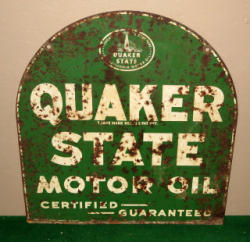 QUAKER
STATE
QUAKER
STATE
MOTOR OIL
CERTIFIED
GUARANTEED